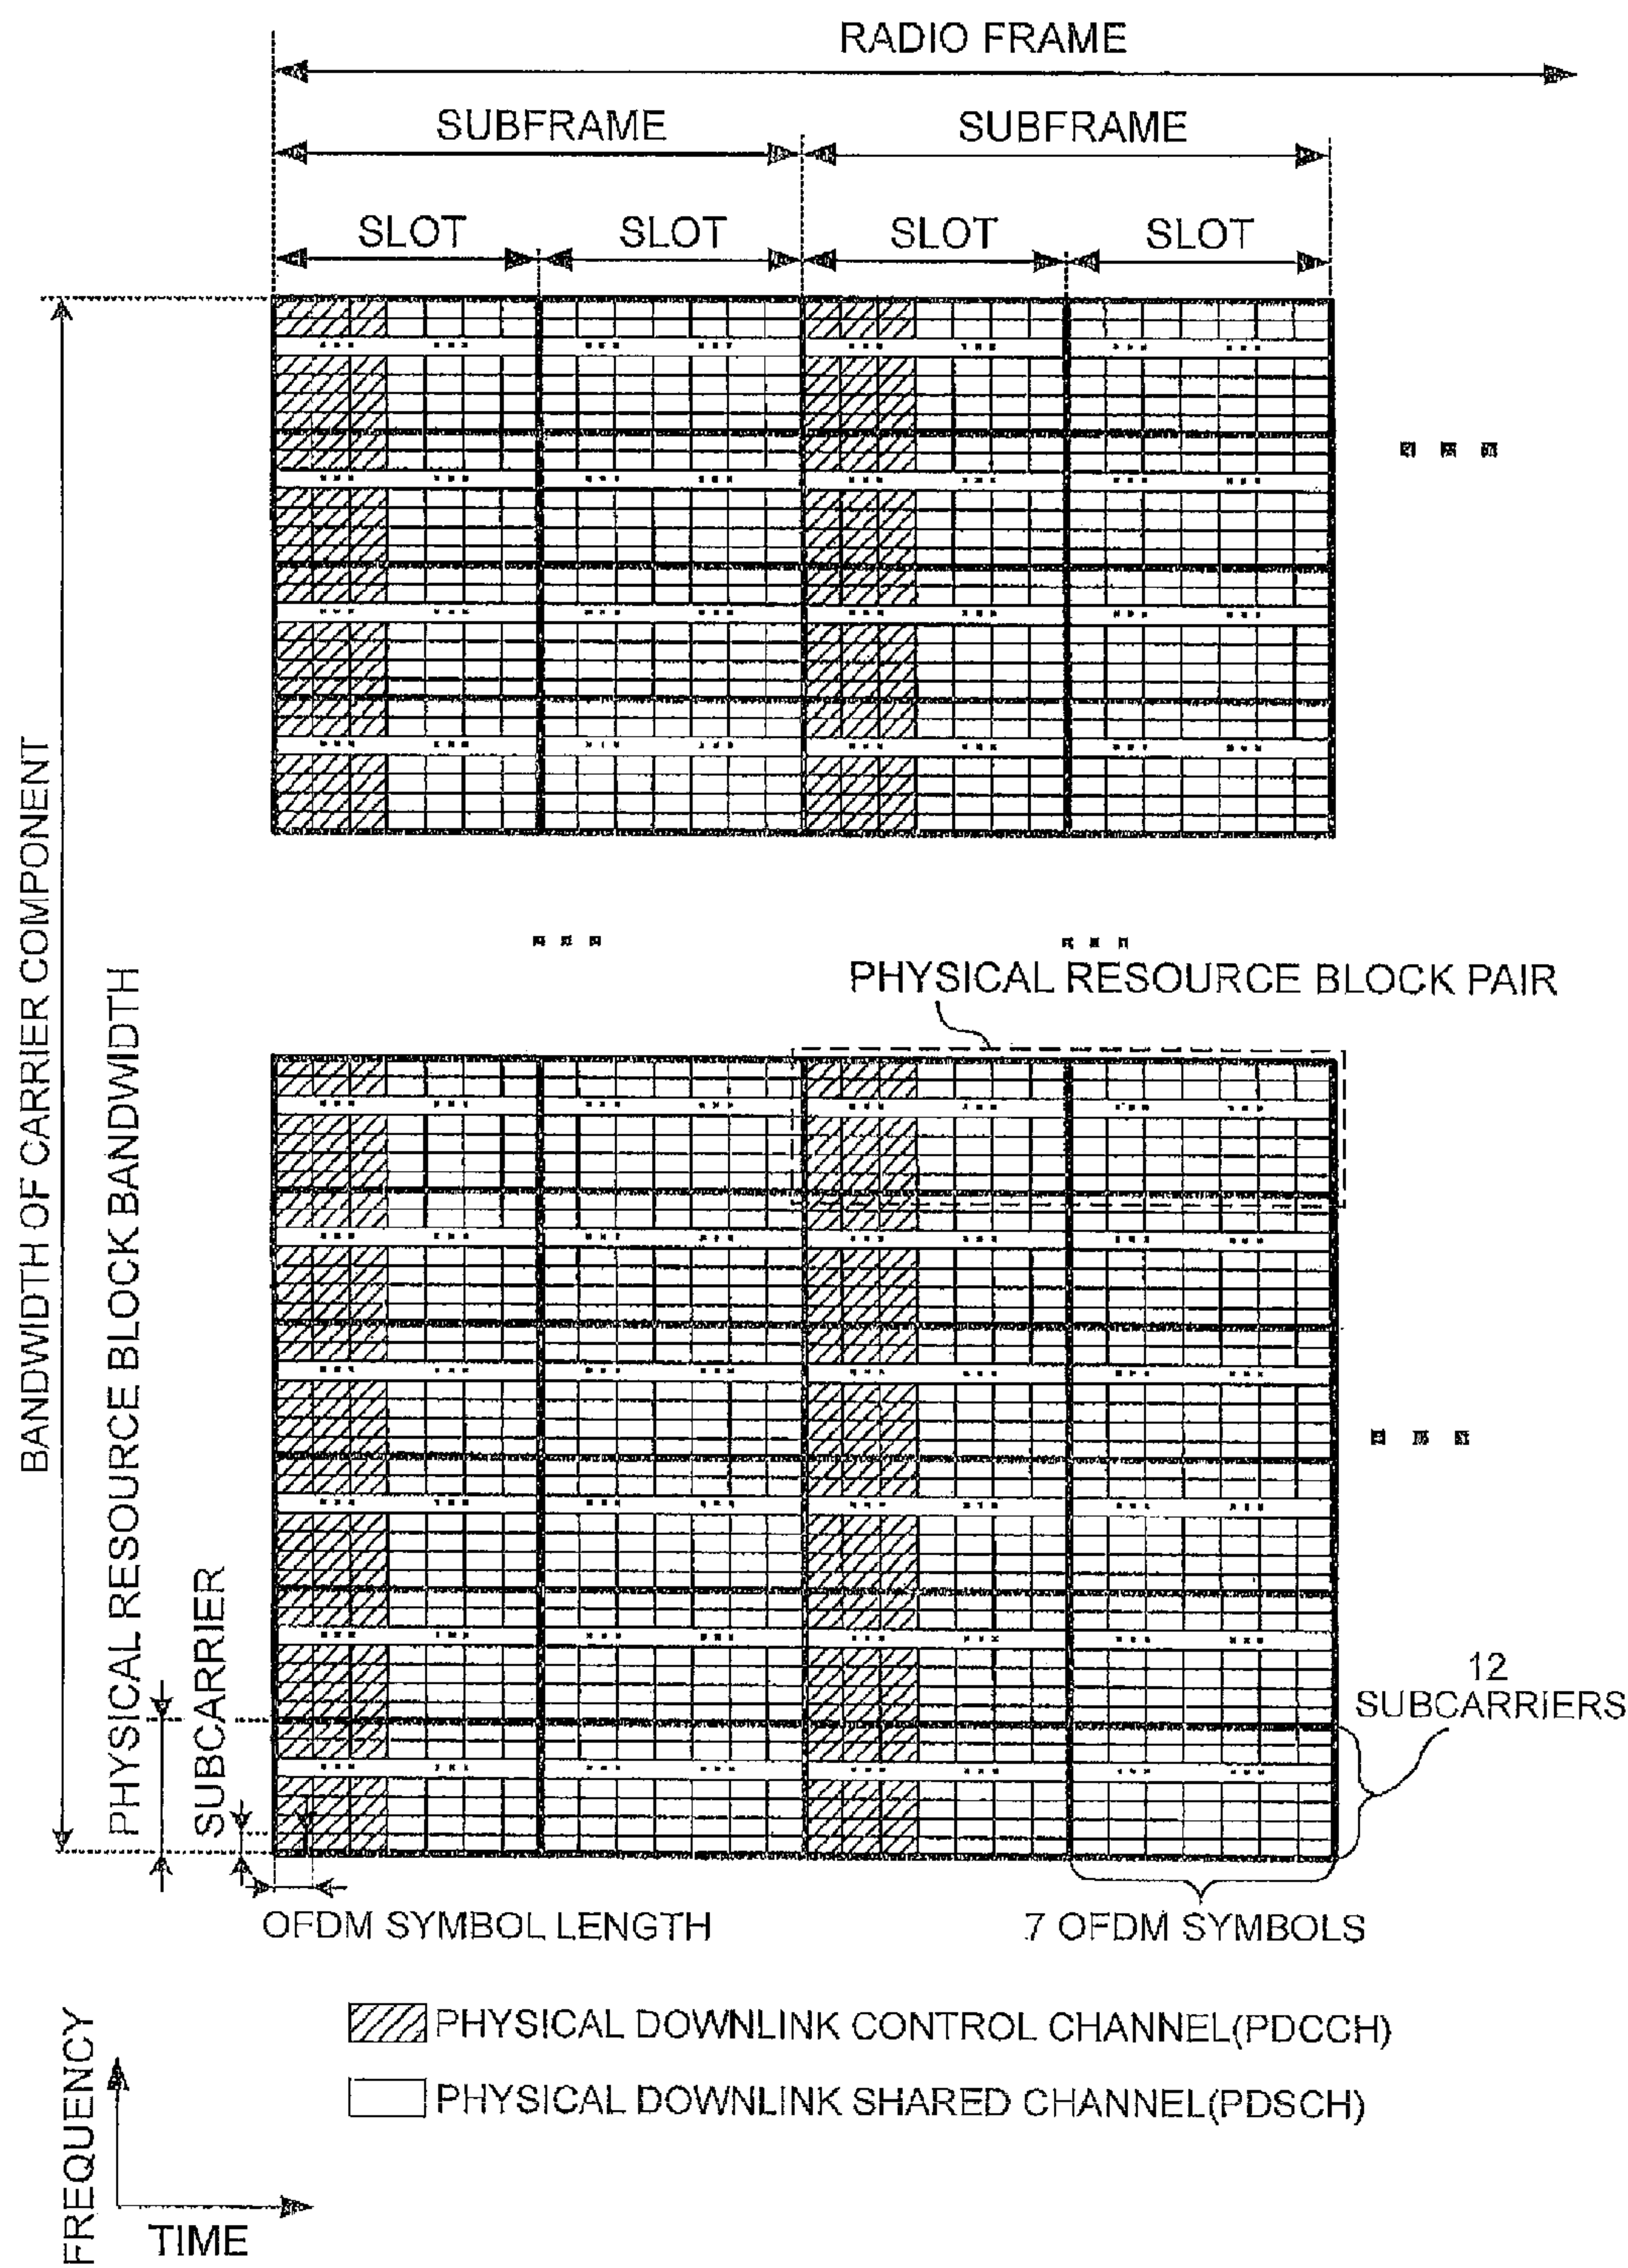 RADIO FRAME
SUBFRAME
SUBFRAME
SLOT
SLOT
SLOT
SLOT
BANDWIDTH OF CARRIER COMPONENT
PHYSICAL RESOURCE BLOCK BANDWIDTH
SUBCARRIER
PHYSICAL RESOURCE BLOCK PAIR
12
SUBCARRIERS
OFDM SYMBOL LENGTH
7 OFDM SYMBOLS
PHYSICAL DOWNLINK CONTROL CHANNEL(PDCCH)
PHYSICAL DOWNLINK SHARED CHANNEL(PDSCH)
FREQUENCY
TIME